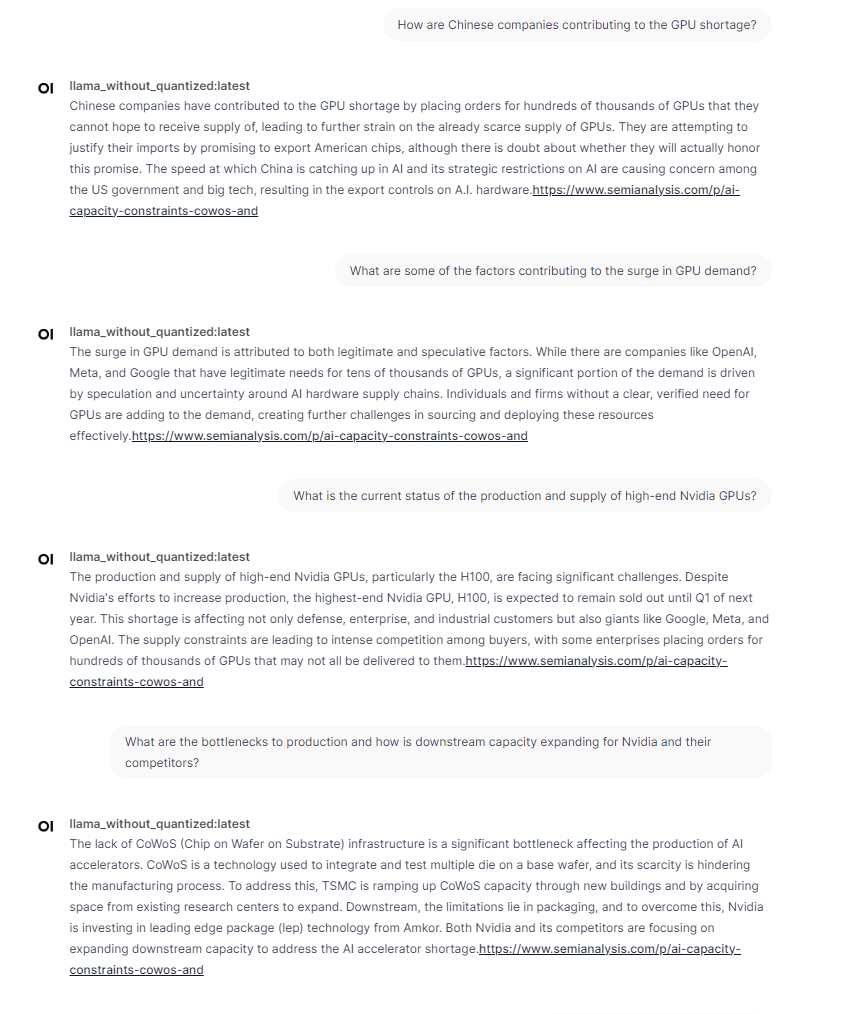 How are Chinese companies contributing to the GPU shortage?
OI llama_without_quantized:latest
Chinese companies have contributed to the GPU shortage by placing orders for hundreds of thousands of GPUs that they
cannot hope to receive supply of, leading to further strain on the already scarce supply of GPUs. They are attempting to
justify their imports by promising to export American chips, although there is doubt about whether they will actually honor
this promise. The speed at which China is catching up in AI and its strategic restrictions on AI are causing concern among
the US government and big tech, resulting in the export controls on A.I. hardware.https://www.semianalysis.com/p/ai-
capacity-constraints-cowos-and
What are some of the factors contributing to the surge in GPU demand?
OI llama_without_quantized:latest
The surge in GPU demand is attributed to both legitimate and speculative factors. While there are companies like OpenAI,
Meta, and Google that have legitimate needs for tens of thousands of GPUs, a significant portion of the demand is driven
by speculation and uncertainty around AI hardware supply chains. Individuals and firms without a clear, verified need for
GPUs are adding to the demand, creating further challenges in sourcing and deploying these resources
effectively.https://www.semianalysis.com/p/ai-capacity-constraints-cowos-and
What is the current status of the production and supply of high-end Nvidia GPUs?
OI llama_without_quantized:latest
The production and supply of high-end Nvidia GPUs, particularly the H100, are facing significant challenges. Despite
Nvidia's efforts to increase production, the highest-end Nvidia GPU, H100, is expected to remain sold out until Q1 of next
year. This shortage is affecting not only defense, enterprise, and industrial customers but also giants like Google, Meta, and
OpenAI. The supply constraints are leading to intense competition among buyers, with some enterprises placing orders for
hundreds of thousands of GPUs that may not all be delivered to them.https://www.semianalysis.com/p/ai-capacity-
constraints-cowos-and
What are the bottlenecks to production and how is downstream capacity expanding for Nvidia and their
competitors?
OI llama_without_quantized:latest
The lack of CoWoS (Chip on Wafer on Substrate) infrastructure is a significant bottleneck affecting the production of AI
accelerators. CoWoS is a technology used to integrate and test multiple die on a base wafer, and its scarcity is hindering
the manufacturing process. To address this, TSMC is ramping up CoWoS capacity through new buildings and by acquiring
space from existing research centers to expand. Downstream, the limitations lie in packaging, and to overcome this, Nvidia
is investing in leading edge package (lep) technology from Amkor. Both Nvidia and its competitors are focusing on
expanding downstream capacity to address the AI accelerator shortage.https://www.semianalysis.com/p/ai-capacity-
constraints-cowos-and